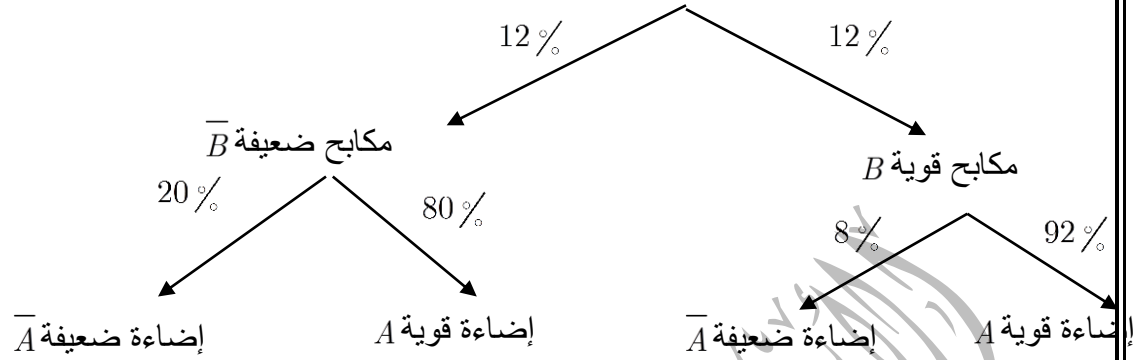 12% 12%
مكابح قوية B مكابح ضعيفة B̅
92% 8% 80% 20%
إضاءة قوية A إضاءة ضعيفة A̅ إضاءة قوية A إضاءة ضعيفة A̅